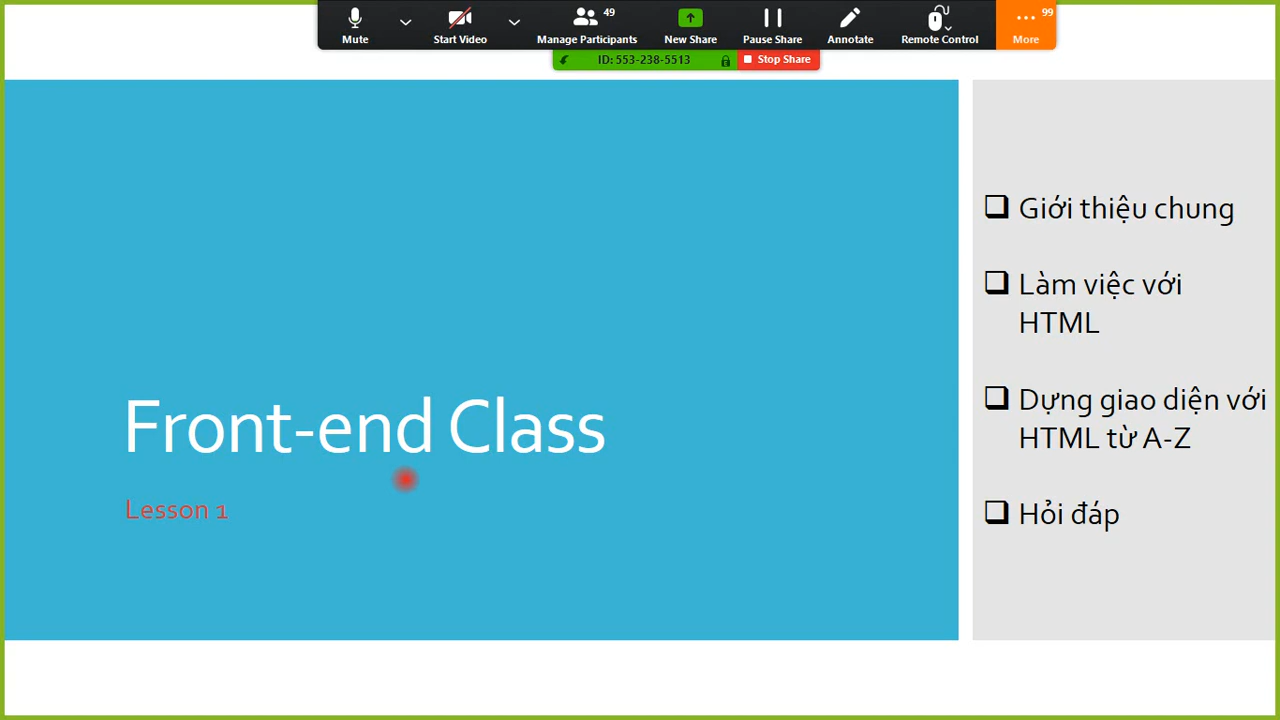 Mute
Start Video
49
Manage Participants
New Share
Pause Share
Annotate
Remote Control
99
More
ID: 553-238-5513
Stop Share
Front-end Class
Lesson 1
Giới thiệu chung
Làm việc với
HTML
Dựng giao diện với
HTML từ A-Z
Hỏi đáp